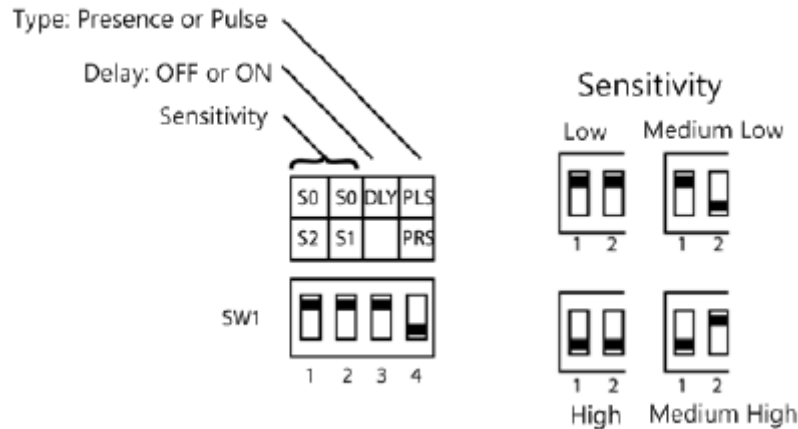 Type: Presence or Pulse
Delay: OFF or ON
Sensitivity
S0 S0 DLY PLS
S2 S1 PRS
SW1
1 2 3 4
Sensitivity
Low Medium Low
1 2 1 2
1 2 1 2
High Medium High